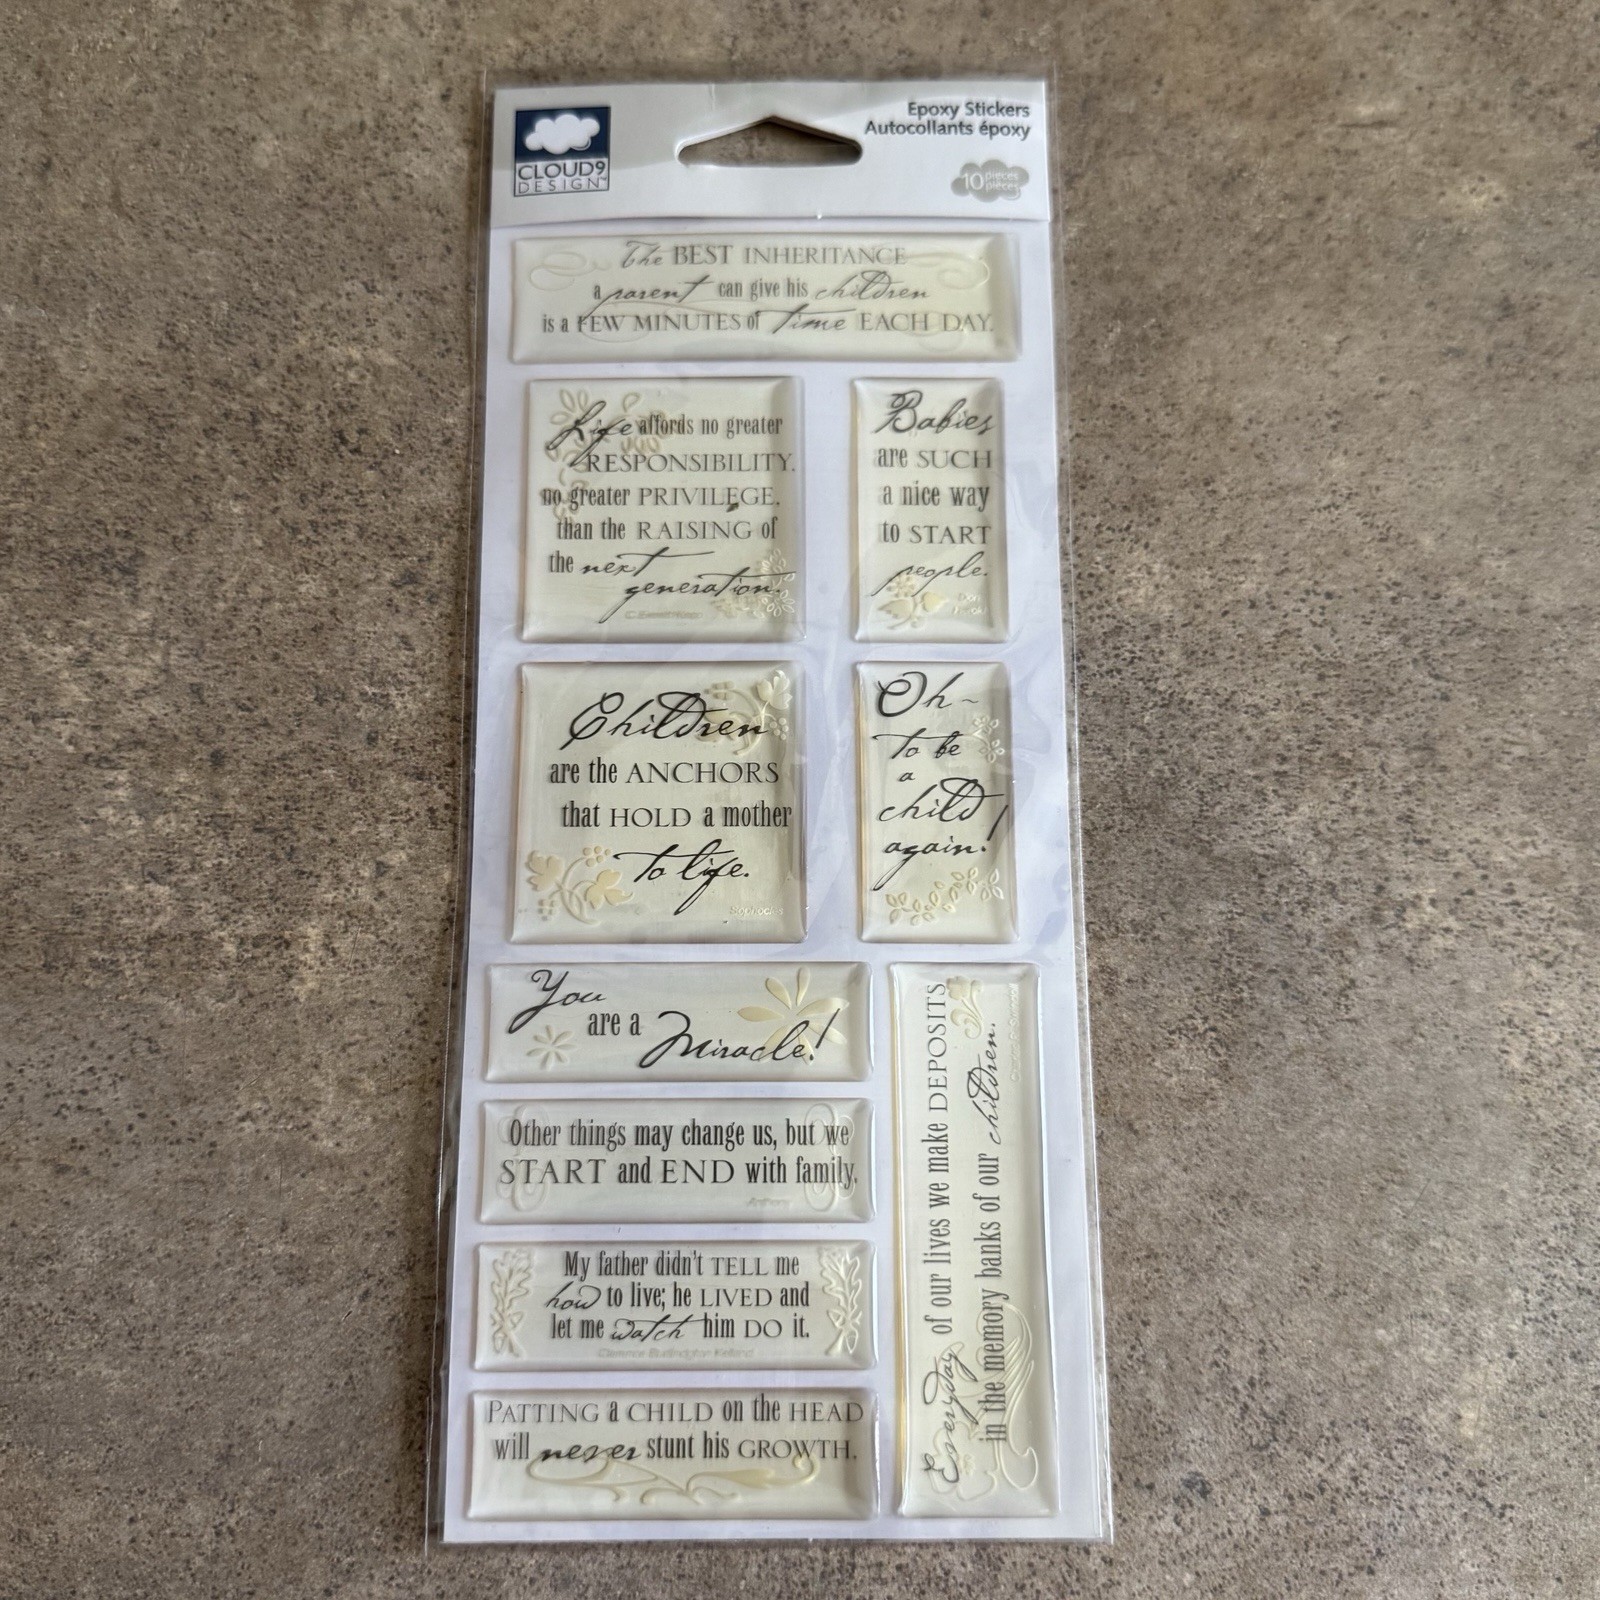 CLOUD9
DESIGN
Epoxy Stickers
Autocollants époxy
10 pieces
pièces
The BEST INHERITANCE
a parent can give his children
is a FEW MINUTES of time EACH DAY.
Life affords no greater
RESPONSIBILITY,
no greater PRIVILEGE,
than the RAISING of
the next
generation.
C. Everett Koop
Babies
are SUCH
a nice way
to START
people.
Children
are the ANCHORS
that HOLD a mother
to life.
Sophocles
Oh~
to be
a
child
again!
You
are a
Miracle!
Other things may change us, but we
START and END with family.
Anthony
My father didn't TELL me
how to live; he LIVED and
let me watch him DO it.
Clarence Budington Kelland
PATTING a CHILD on the HEAD
will never stunt his GROWTH.
Everyday of our lives we make DEPOSITS
in the memory banks of our children.